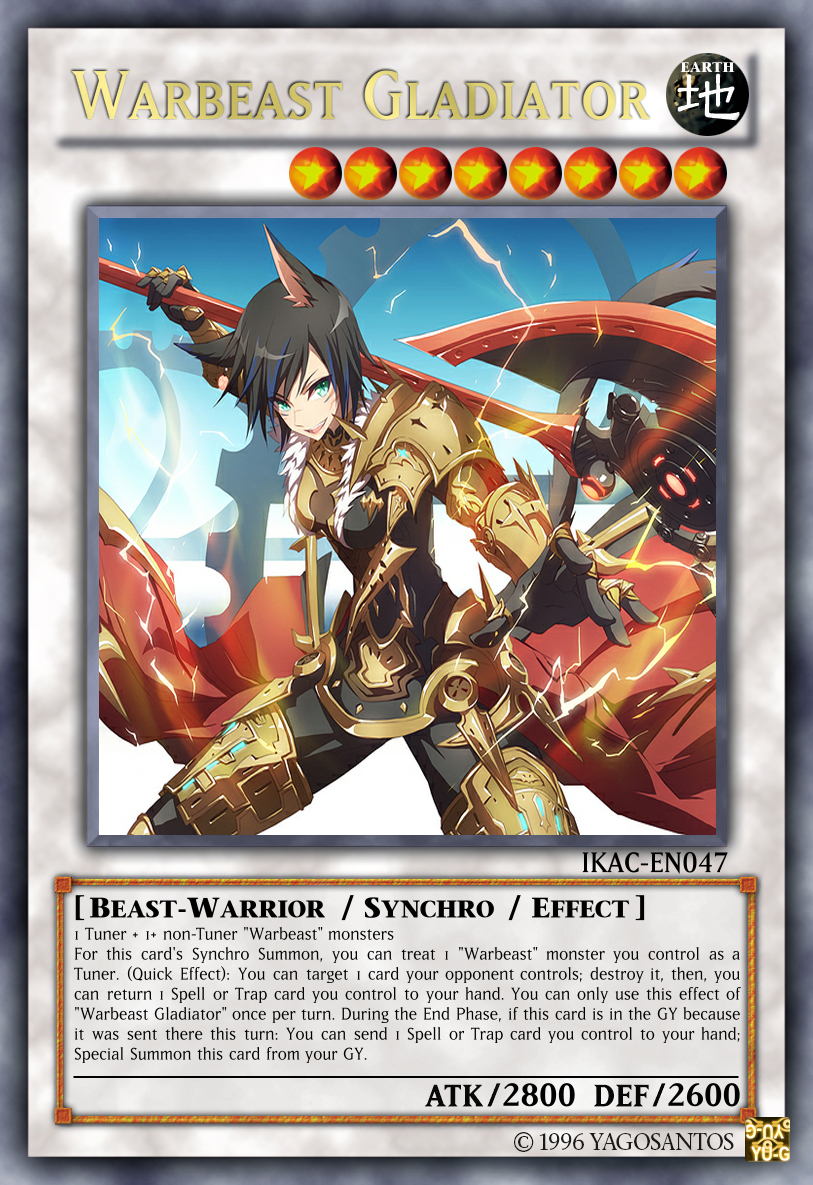 Warbeast Gladiator
EARTH
地
IKAC-EN047
[ Beast-Warrior / Synchro / Effect ]
1 Tuner + 1+ non-Tuner "Warbeast" monsters
For this card's Synchro Summon, you can treat 1 "Warbeast" monster you control as a
Tuner. (Quick Effect): You can target 1 card your opponent controls; destroy it, then, you
can return 1 Spell or Trap card you control to your hand. You can only use this effect of
"Warbeast Gladiator" once per turn. During the End Phase, if this card is in the GY because
it was sent there this turn: You can send 1 Spell or Trap card you control to your hand;
Special Summon this card from your GY.
ATK/2800 DEF/2600
© 1996 YAGOSANTOS